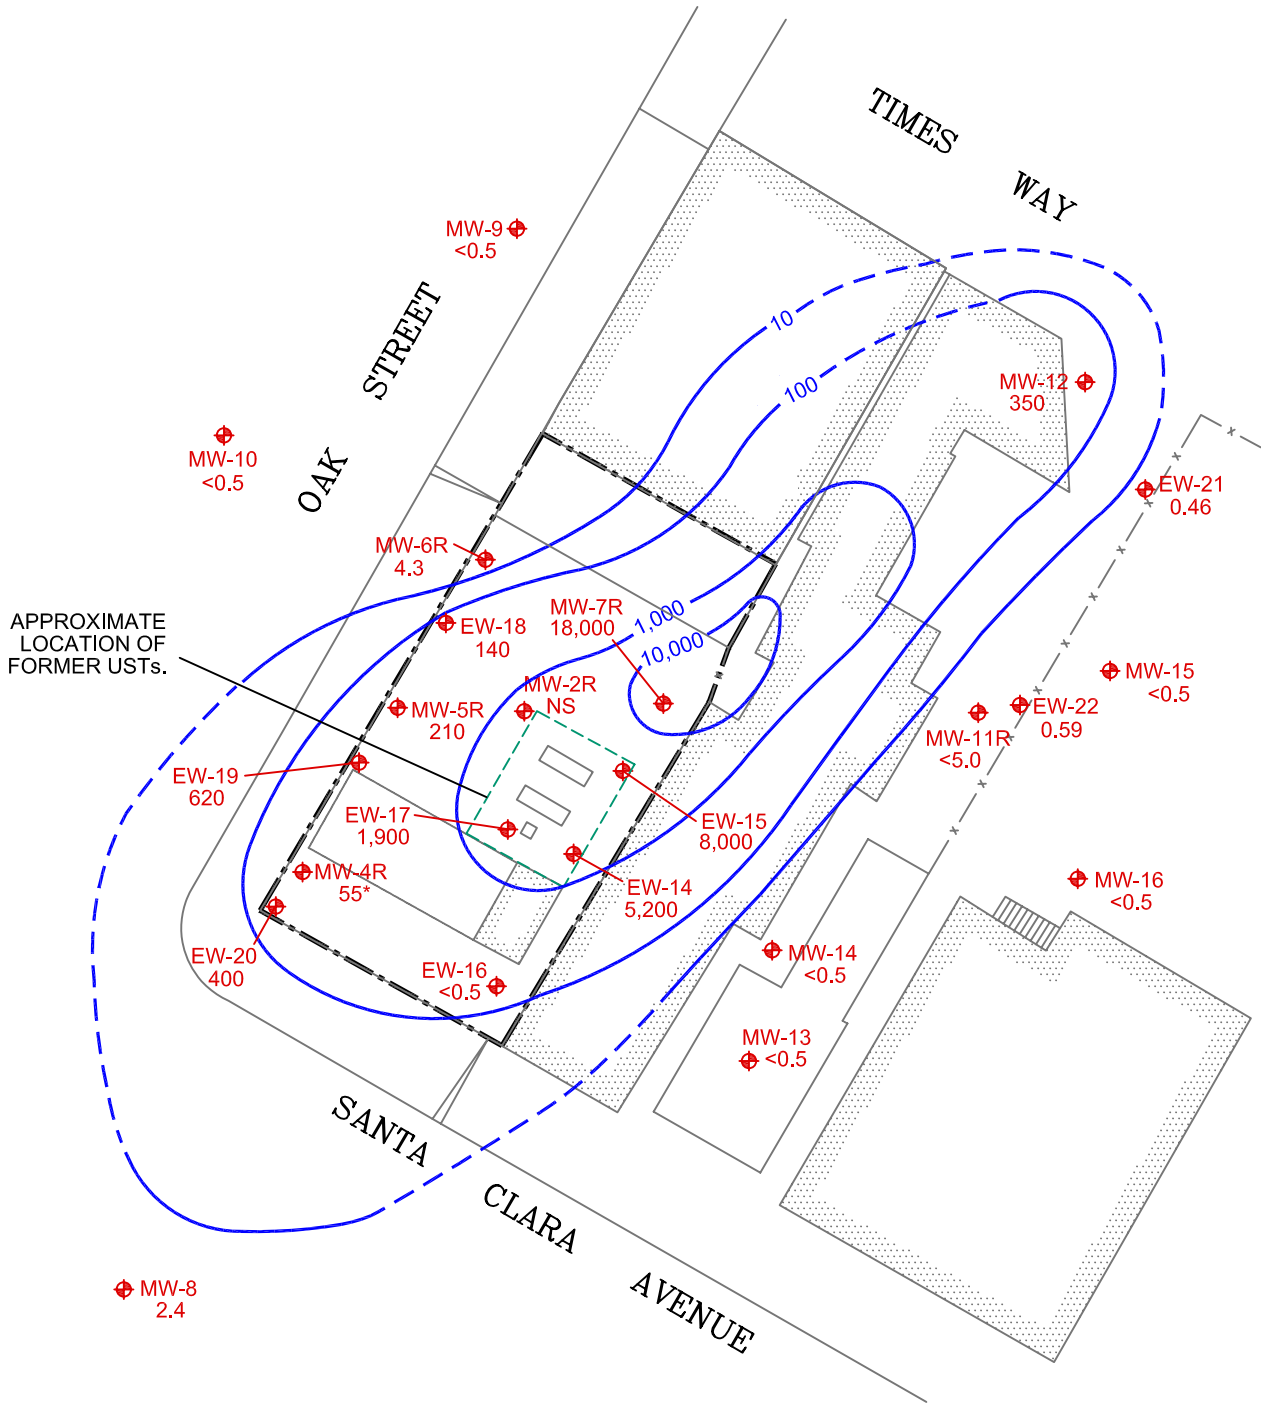 TIMES
WAY
MW-9
<0.5
STREET
OAK
10
100
MW-12
350
MW-10
<0.5
EW-21
0.46
MW-6R
4.3
APPROXIMATE
LOCATION OF
FORMER USTs.
EW-18
140
MW-7R
18,000
1,000
10,000
MW-2R
NS
MW-5R
210
MW-15
<0.5
EW-22
0.59
MW-11R
<5.0
EW-19
620
EW-17
1,900
EW-15
8,000
MW-4R
55*
EW-14
5,200
MW-16
<0.5
EW-20
400
EW-16
<0.5
MW-14
<0.5
MW-13
<0.5
SANTA
CLARA
AVENUE
MW-8
2.4